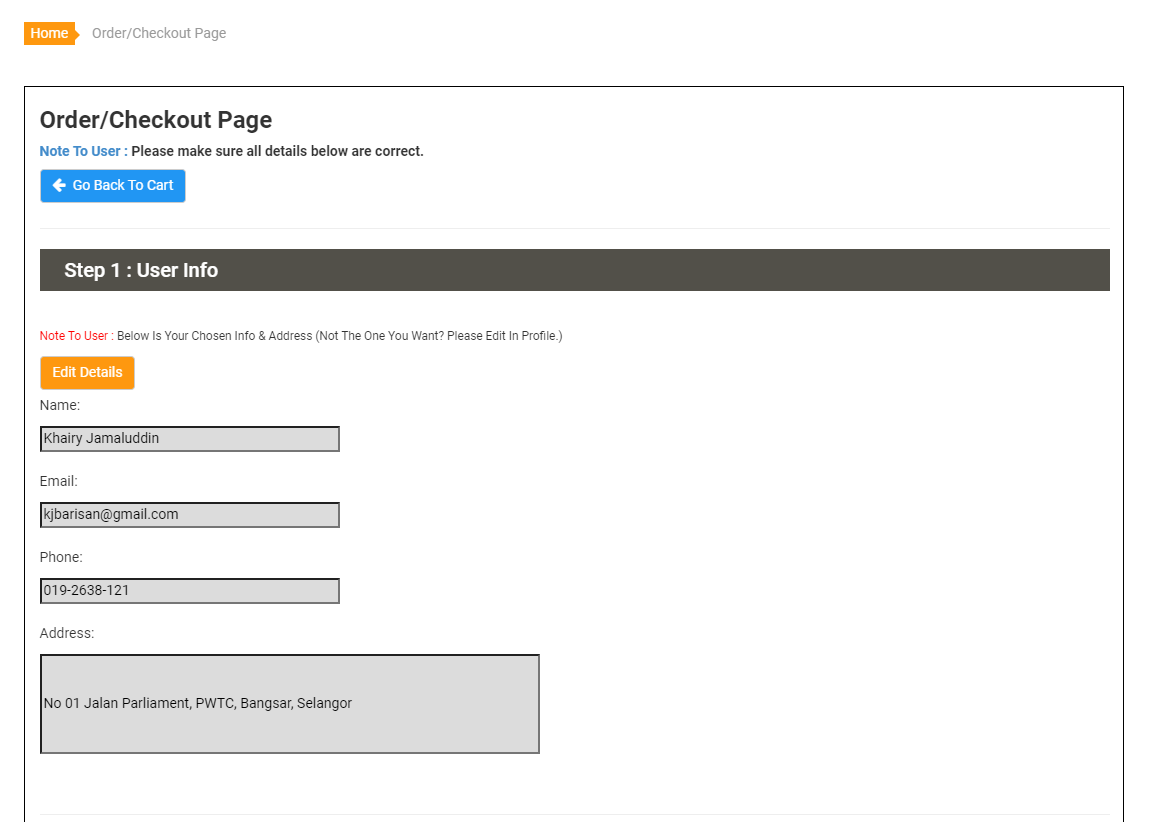 Home Order/Checkout Page
Order/Checkout Page
Note To User : Please make sure all details below are correct.
Go Back To Cart
Step 1 : User Info
Note To User : Below Is Your Chosen Info & Address (Not The One You Want? Please Edit In Profile.)
Edit Details
Name:
Khairy Jamaluddin
Email:
kjbarisan@gmail.com
Phone:
019-2638-121
Address:
No 01 Jalan Parliament, PWTC, Bangsar, Selangor